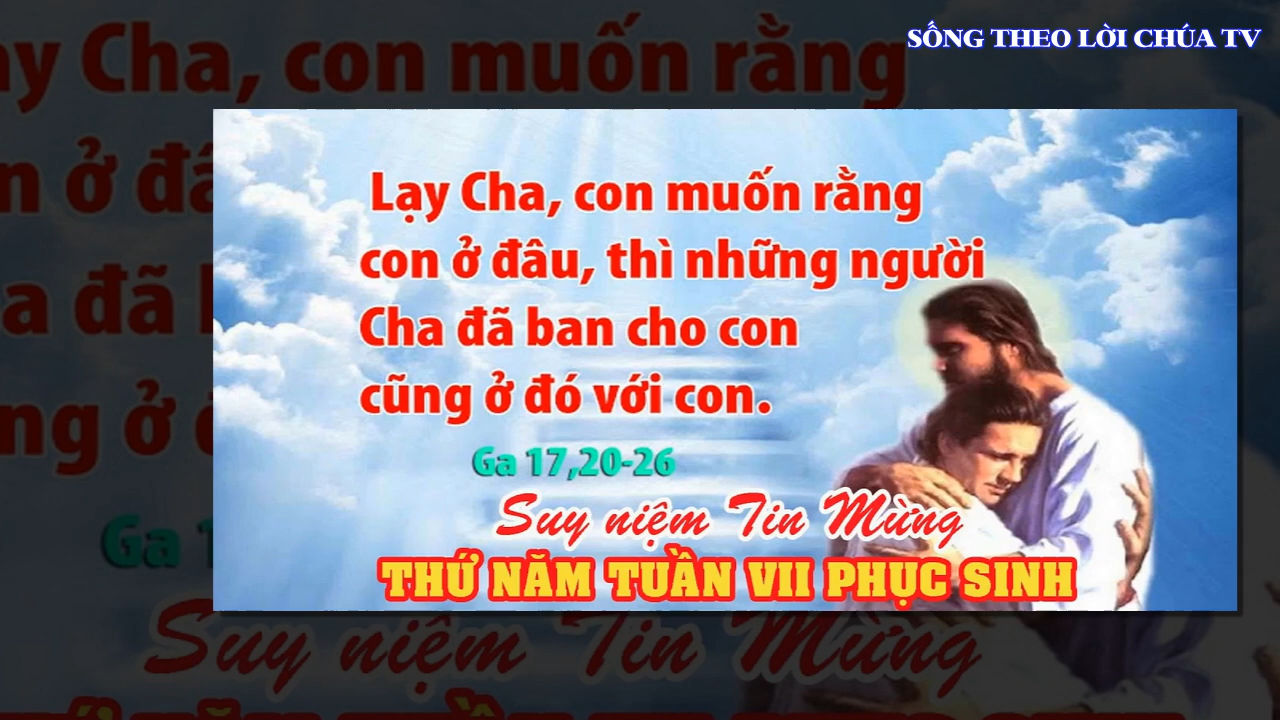 SỐNG THEO LỜI CHÚA TV
Lạy Cha, con muốn rằng
con ở đâu, thì những người
Cha đã ban cho con
cũng ở đó với con.
Ga 17,20-26
Suy niệm Tin Mừng
THỨ NĂM TUẦN VII PHỤC SINH